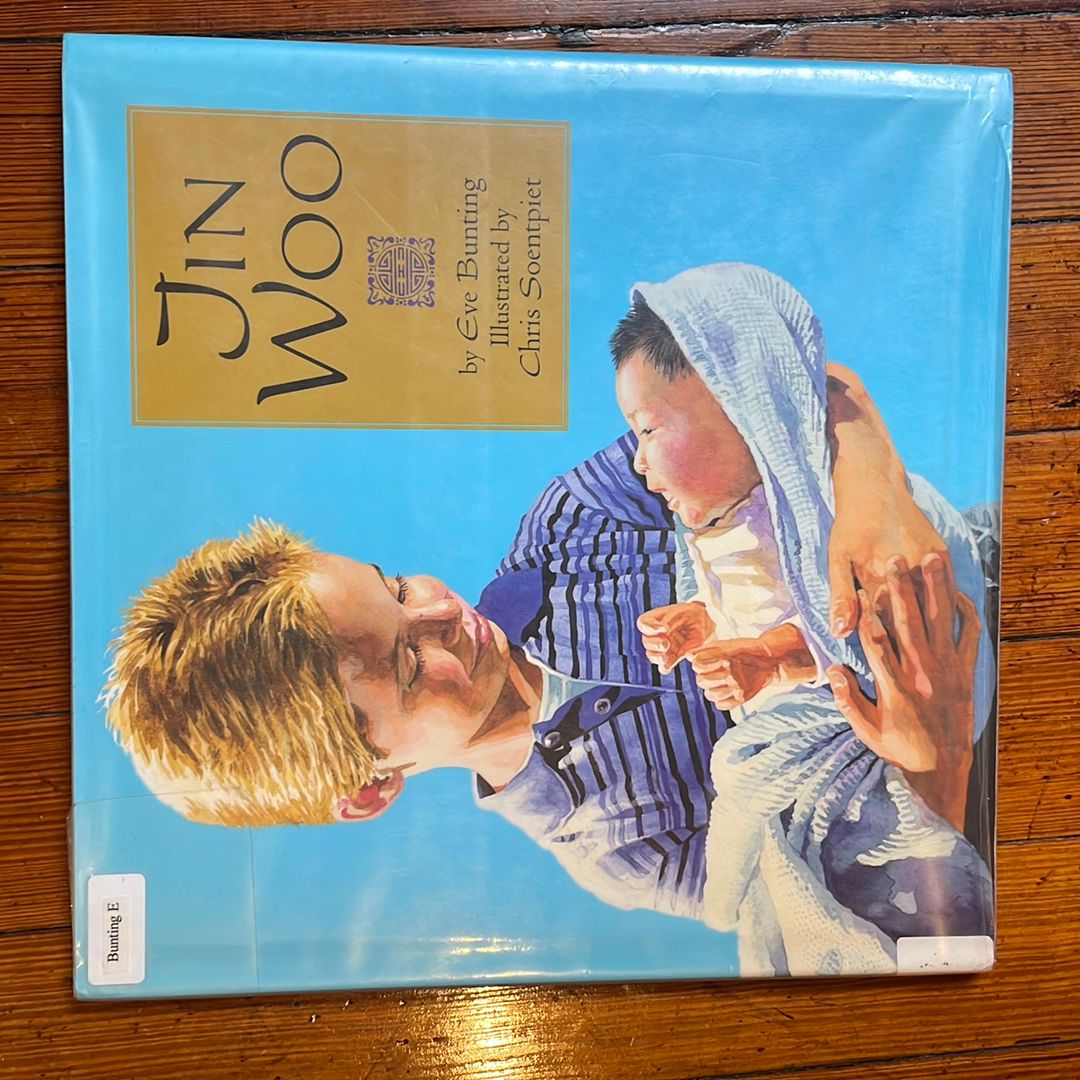 JIN
WOO
by Eve Bunting
Illustrated by
Chris Soentpiet
Bunting E